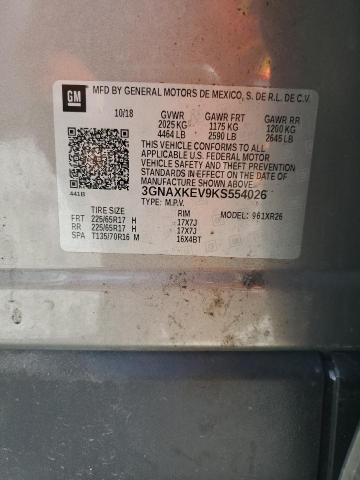 GM
MFD BY GENERAL MOTORS DE MEXICO, S. DE R.L. DE C.V.
10/18 GVWR GAWR FRT GAWR RR
2025 KG 1175 KG 1200 KG
4464 LB 2590 LB 2645 LB
THIS VEHICLE CONFORMS TO ALL
APPLICABLE U.S. FEDERAL MOTOR
VEHICLE SAFETY AND THEFT PREVENTION
STANDARDS IN EFFECT ON THE DATE OF
MANUFACTURE SHOWN ABOVE.
3GNAXKEV9KS554026
441B TYPE: M.P.V. MODEL: 961XR26
TIRE SIZE RIM
FRT 225/65R17 H 17X7J
RR 225/65R17 H 17X7J
SPA T135/70R16 M 16X4BT